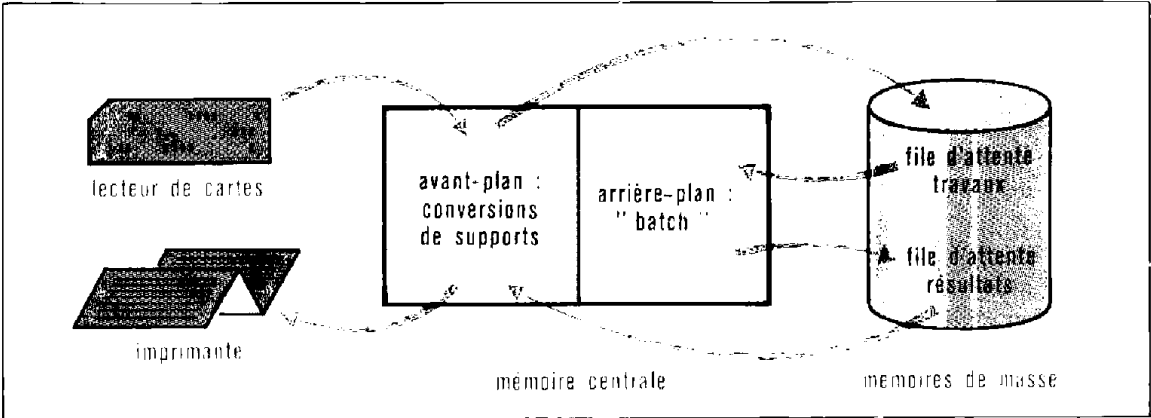 lecteur de cartes
imprimante
avant-plan :
conversions
de supports
arrière-plan :
" batch "
mémoire centrale
file d'attente
travaux
file d'attente
résultats
mémoires de masse